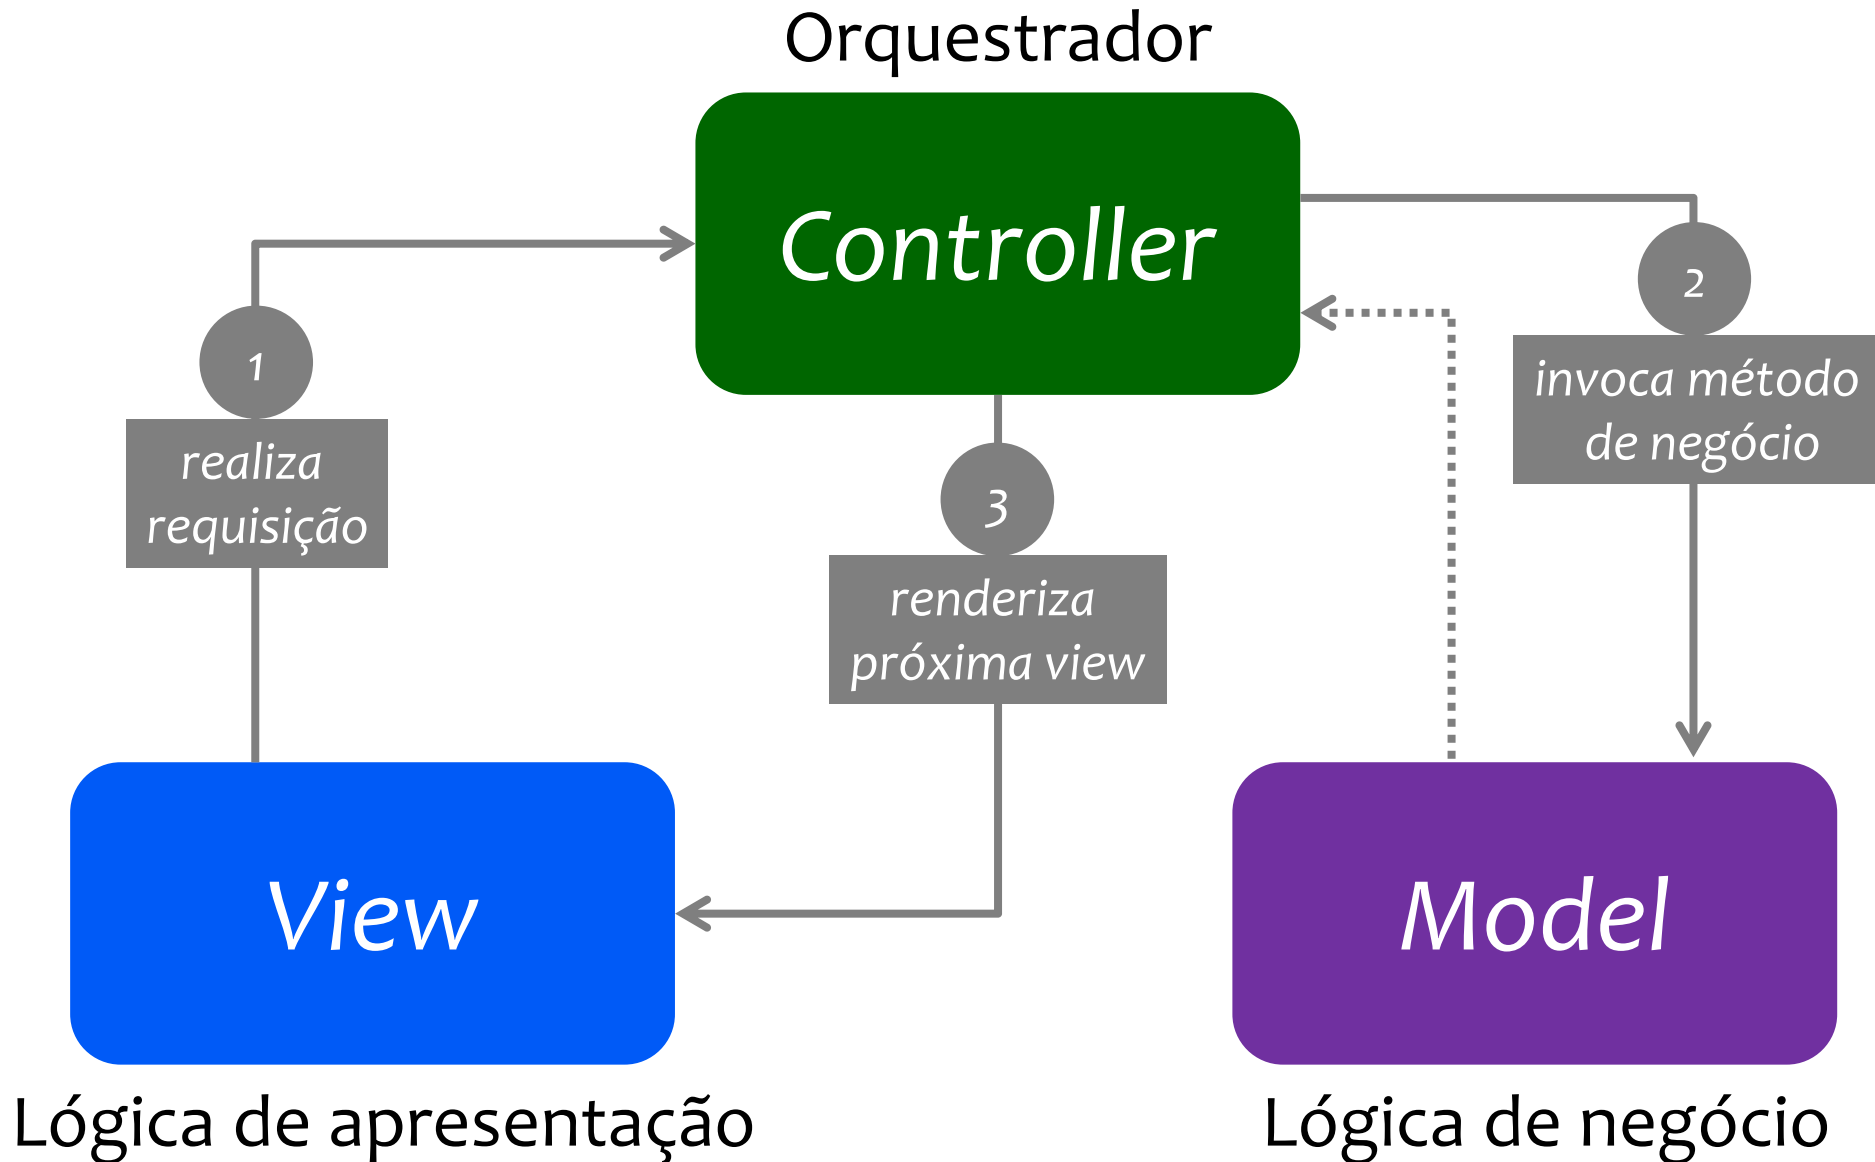 Orquestrador
Controller
1
realiza
requisição
2
invoca método
de negócio
3
renderiza
próxima view
View
Model
Lógica de apresentação
Lógica de negócio